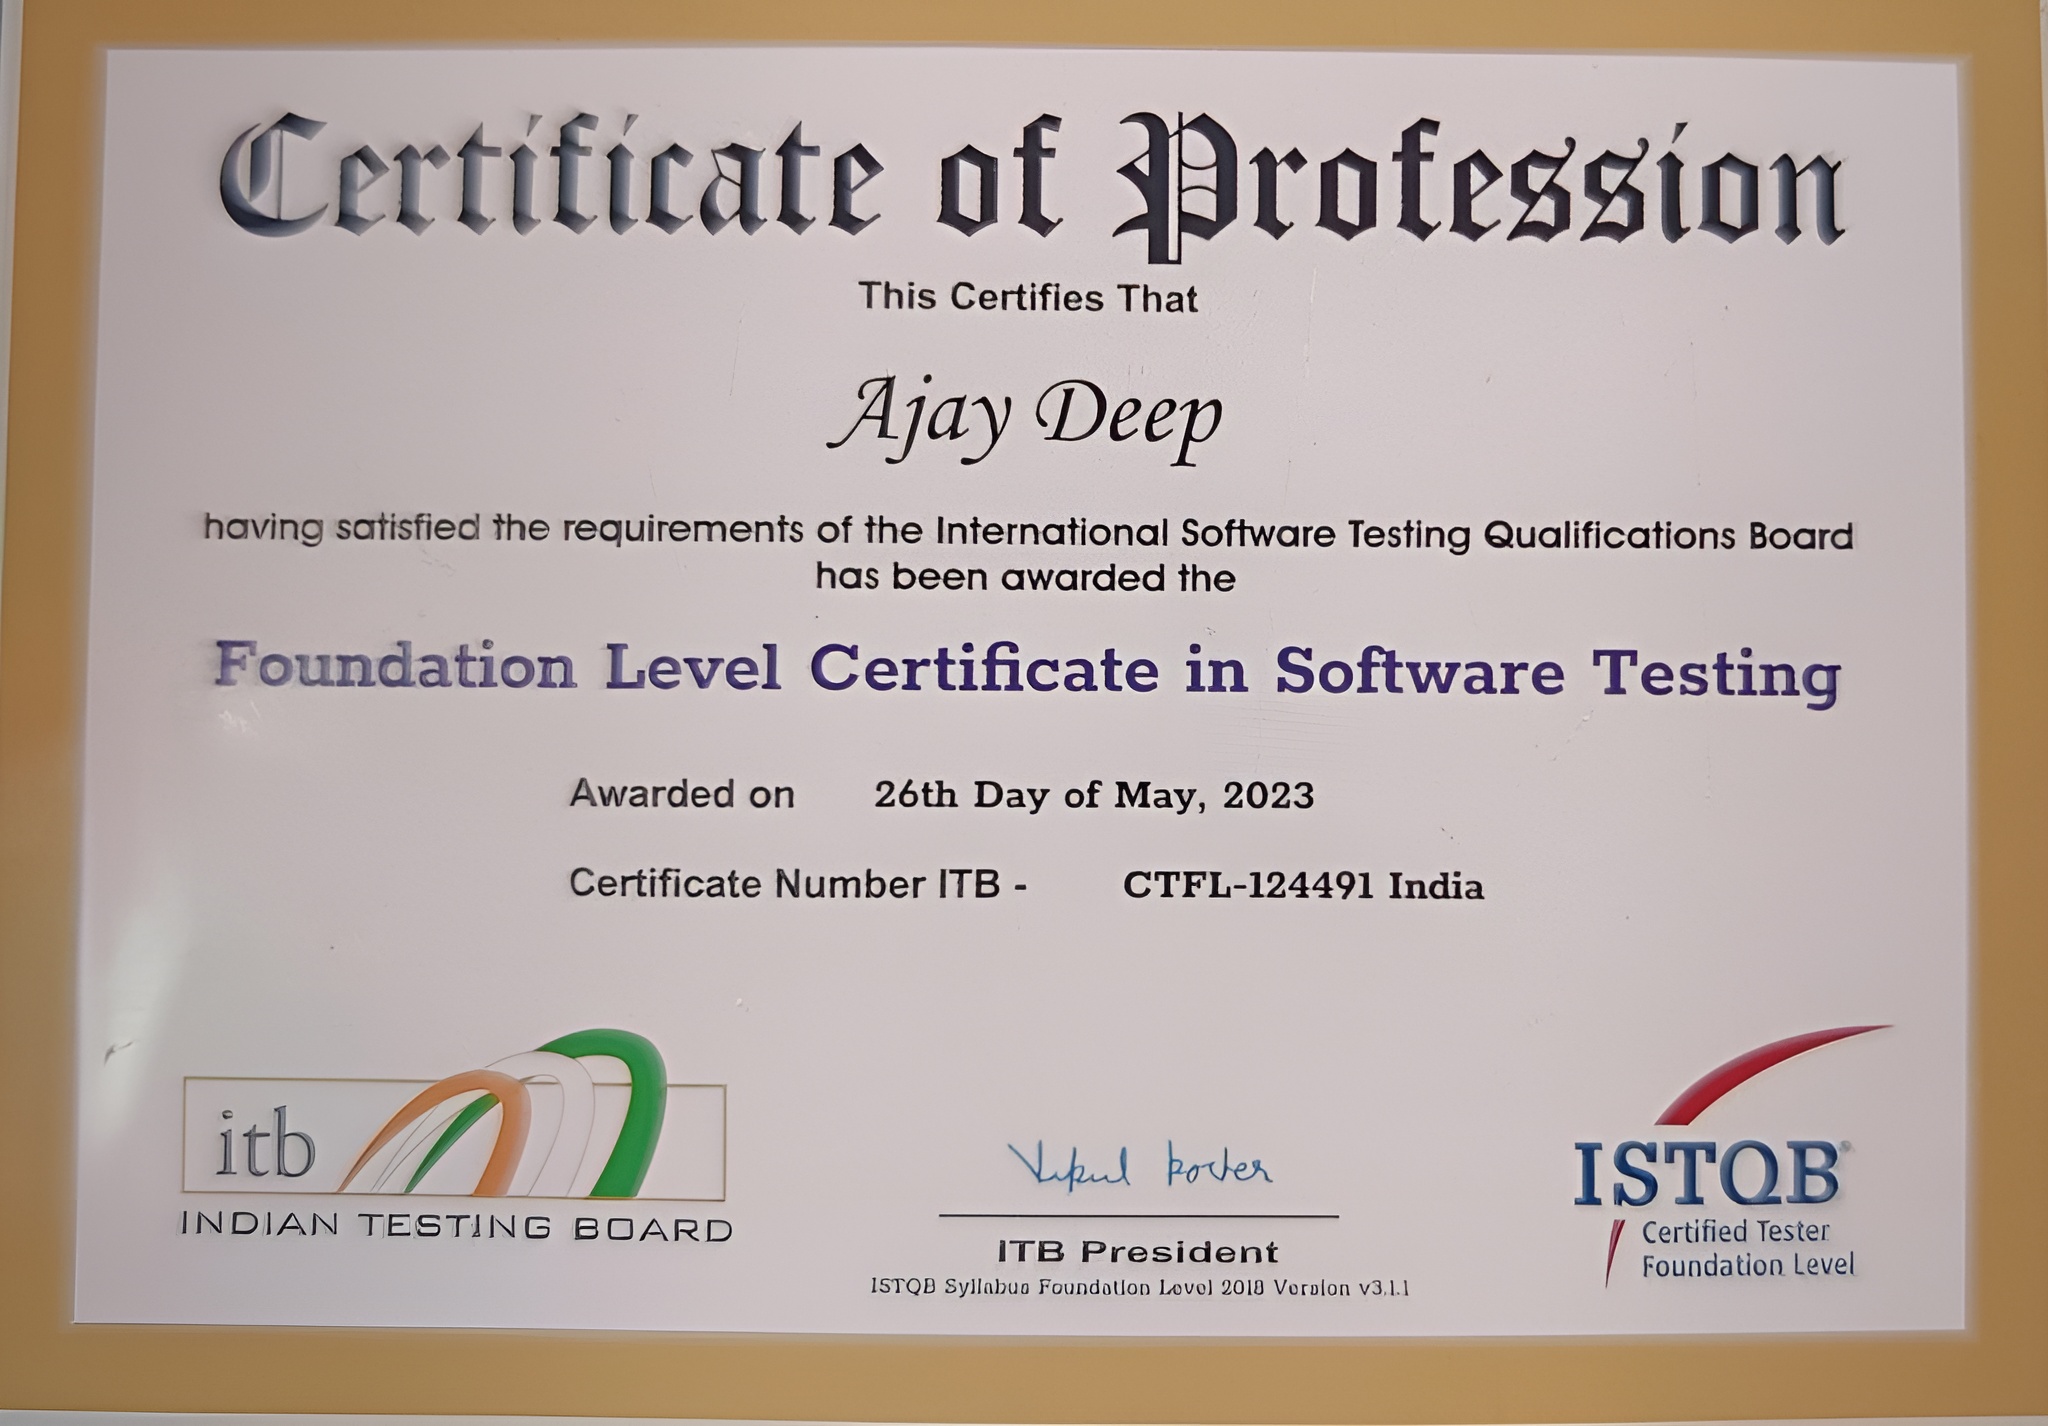 Certificate of Profession
This Certifies That
Ajay Deep
having satisfied the requirements of the International Software Testing Qualifications Board
has been awarded the
Foundation Level Certificate in Software Testing
Awarded on 26th Day of May, 2023
Certificate Number ITB - CTFL-124491 India
itb
INDIAN TESTING BOARD
ITB President
ISTQB Syllabus Foundation Level 2018 Version v3.1.1
ISTQB®
Certified Tester
Foundation Level